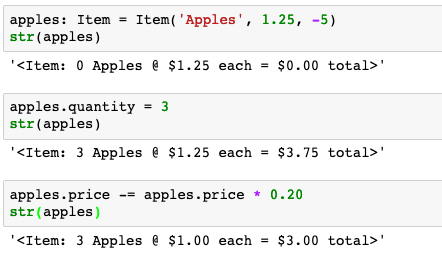 apples: Item = Item('Apples', 1.25, -5)
str(apples)
'<Item: 0 Apples @ $1.25 each = $0.00 total>'
apples.quantity = 3
str(apples)
'<Item: 3 Apples @ $1.25 each = $3.75 total>'
apples.price -= apples.price * 0.20
str(apples)
'<Item: 3 Apples @ $1.00 each = $3.00 total>'